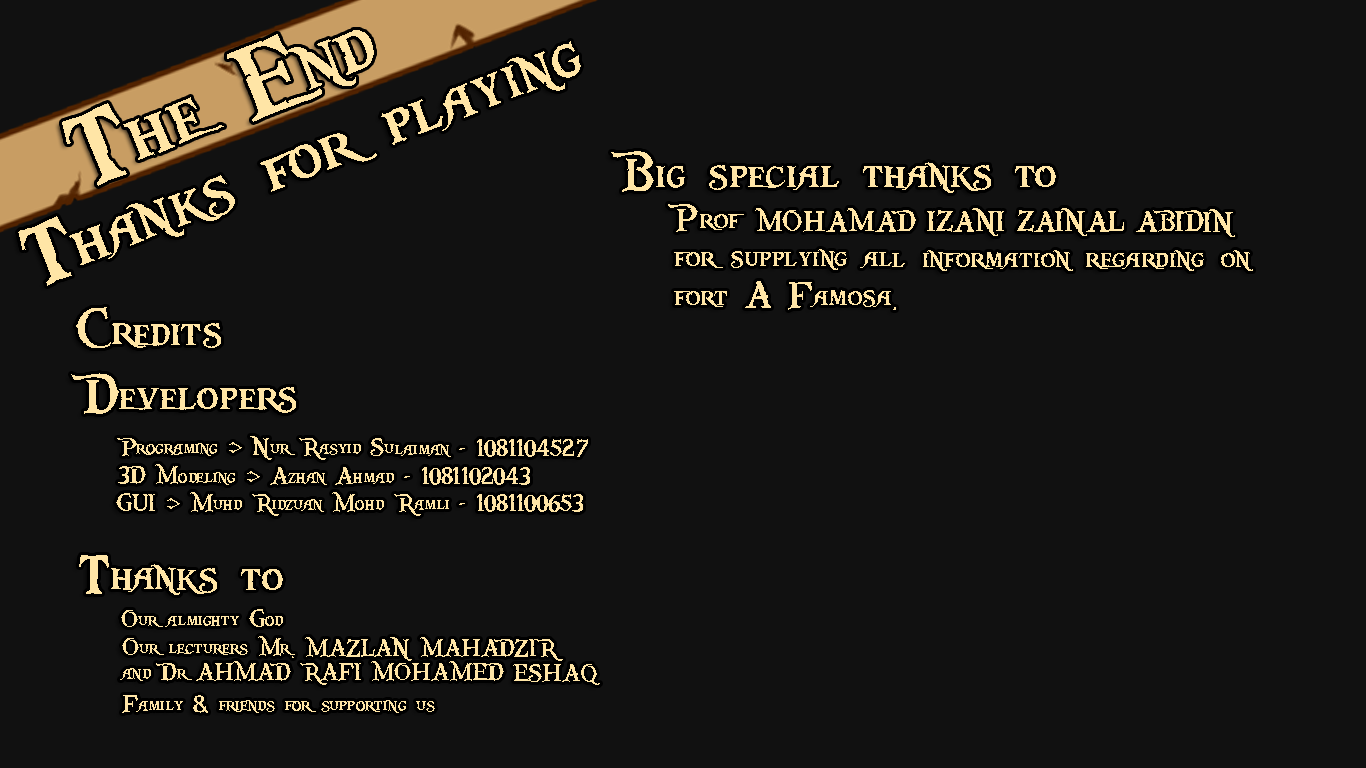 The End
Thanks for playing
Credits
Developers
Programing > Nur Rasyid Sulaiman - 1081104527
3D Modeling > Azhan Ahmad - 1081102043
GUI > Muhd Ridzuan Mohd Ramli - 1081100653
Thanks to
Our almighty God
Our lecturers Mr. MAZLAN MAHADZIR
and Dr AHMAD RAFI MOHAMED ESHAQ
Family & friends for supporting us
Big special thanks to
Prof MOHAMAD IZANI ZAINAL ABIDIN
for supplying all information regarding on
fort A Famosa.